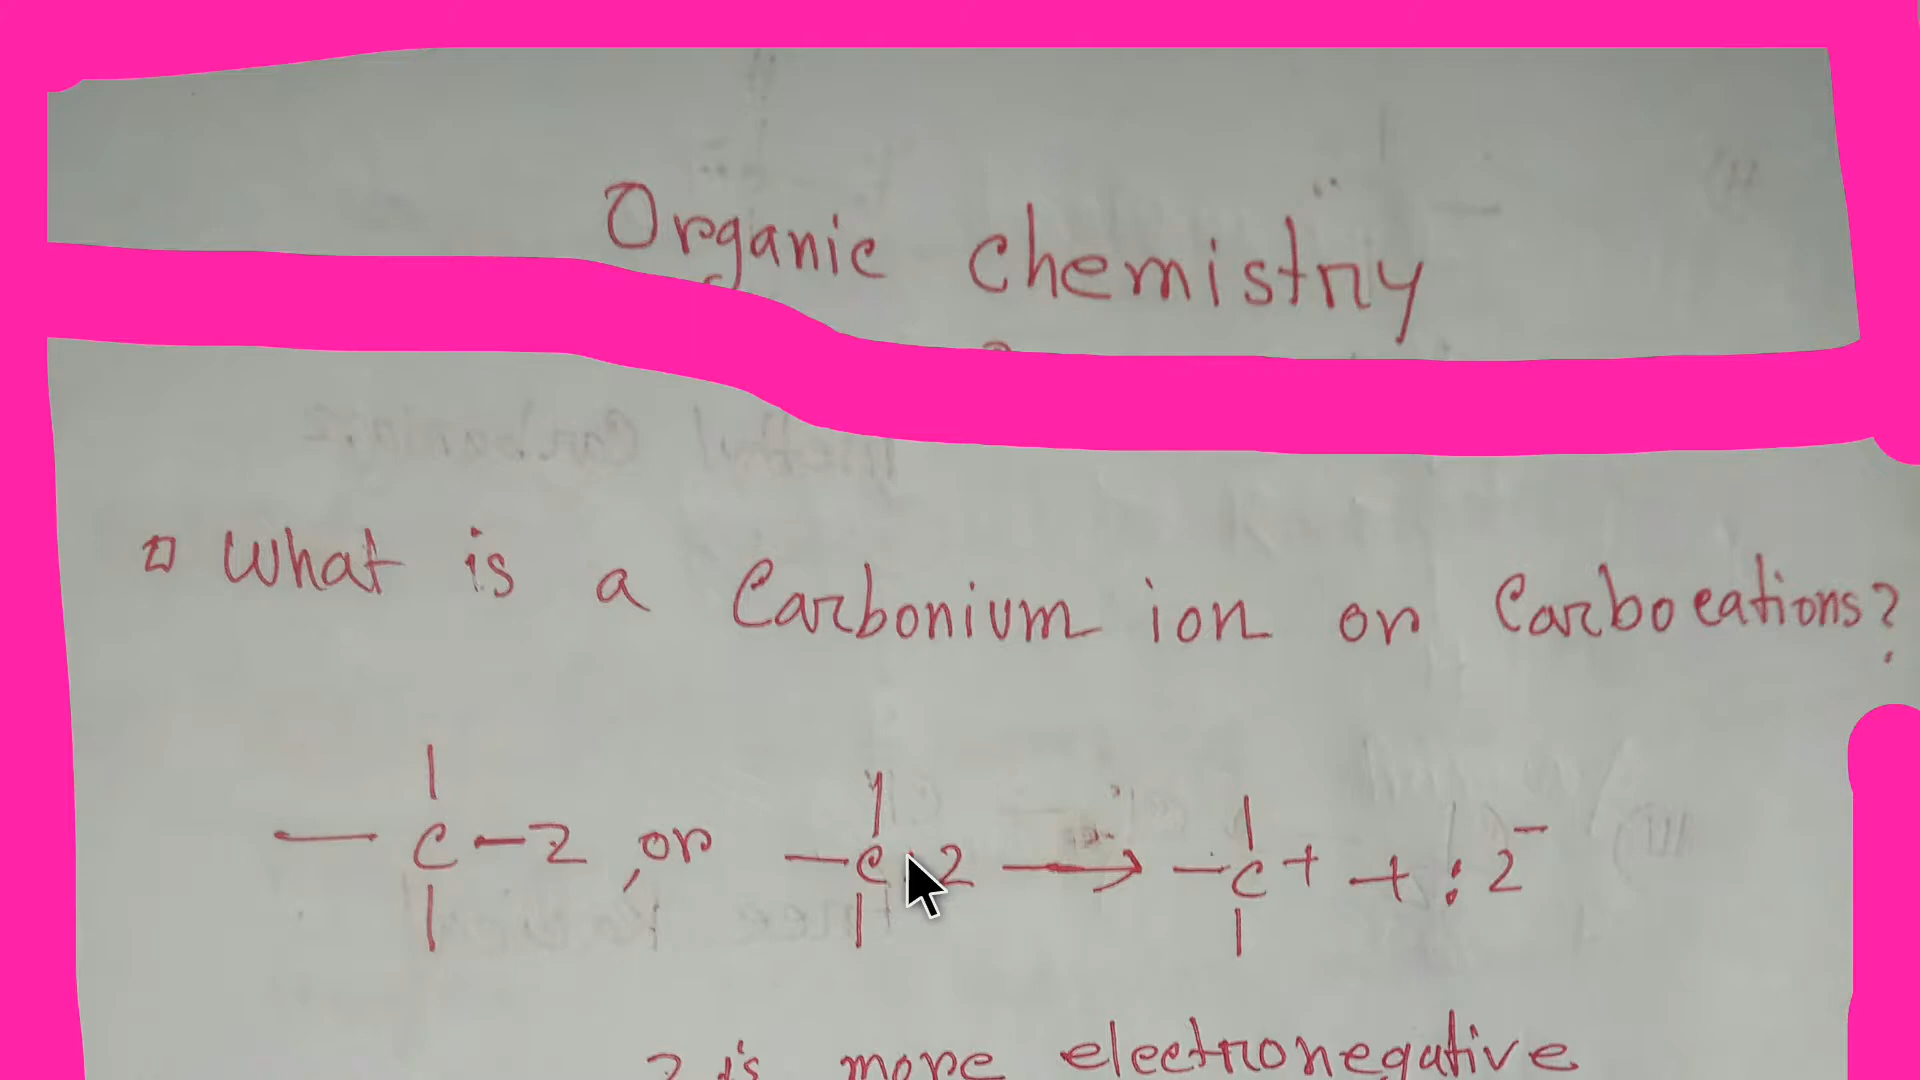 Organic chemistry
What is a Carbonium ion or Carbocations?
— C – Z , or — C : Z → – C + + : Z⁻
Z is more electronegative